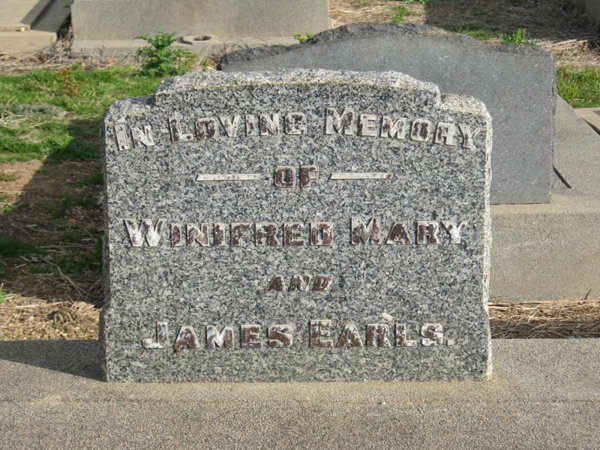 In Loving Memory
— OF —
Winifred Mary
AND
James Earls.